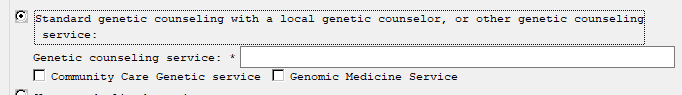 Standard genetic counseling with a local genetic counselor, or other genetic counseling
service:
Genetic counseling service: *
Community Care Genetic service Genomic Medicine Service